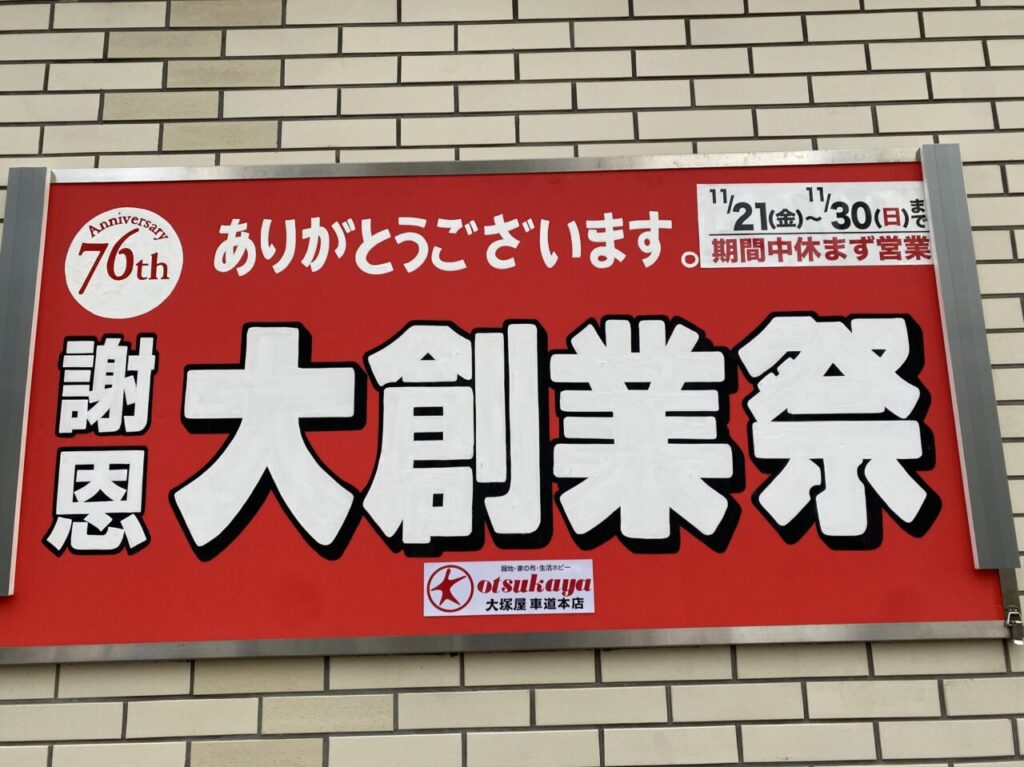 Anniversary
76th
ありがとうございます。
11/21(金)～11/30(日)まで
期間中休まず営業
謝恩
大創業祭
服地・家の布・生活ホビー
otsukaya
大塚屋 車道本店